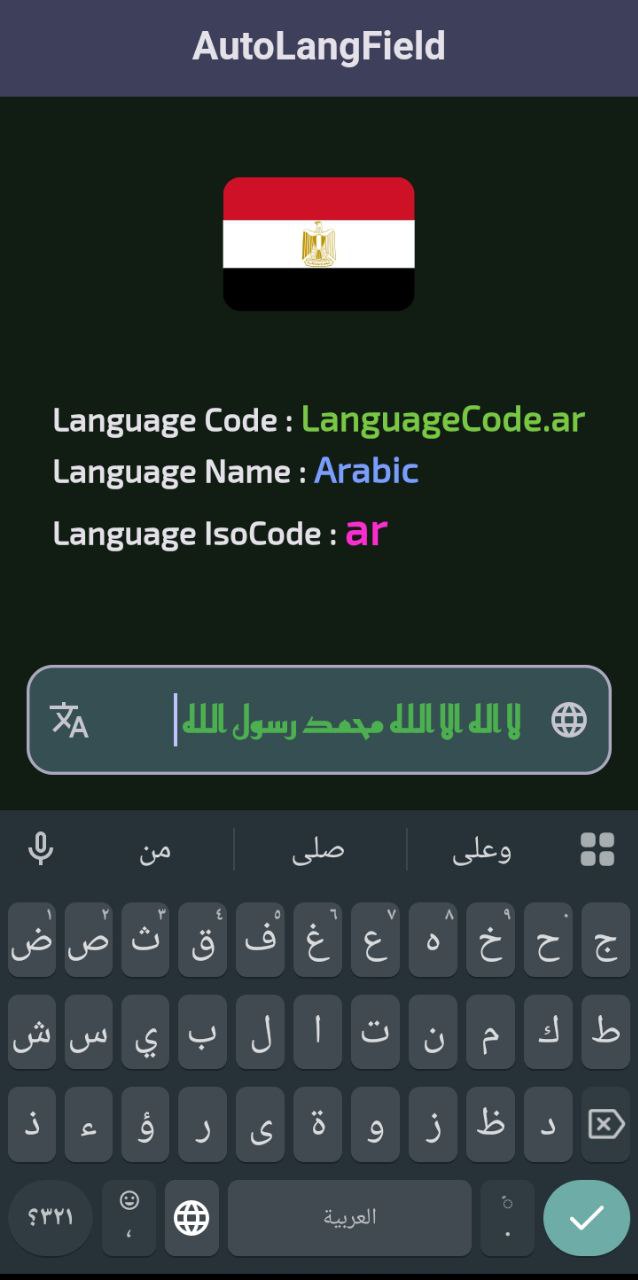 AutoLangField
Language Code : LanguageCode.ar
Language Name : Arabic
Language IsoCode : ar
لا اله الا الله محمد رسول الله
من صلى وعلى
١ ٢ ٣ ٤ ٥ ٦ ٧ ٨ ٩ ٠
ض ص ث ق ف غ ع ه خ ح ج
ش س ي ب ل ا ت ن م ك ط
ذ ء ؤ ر ى ة و ز ظ د
٣٢١؟ ، العربية .